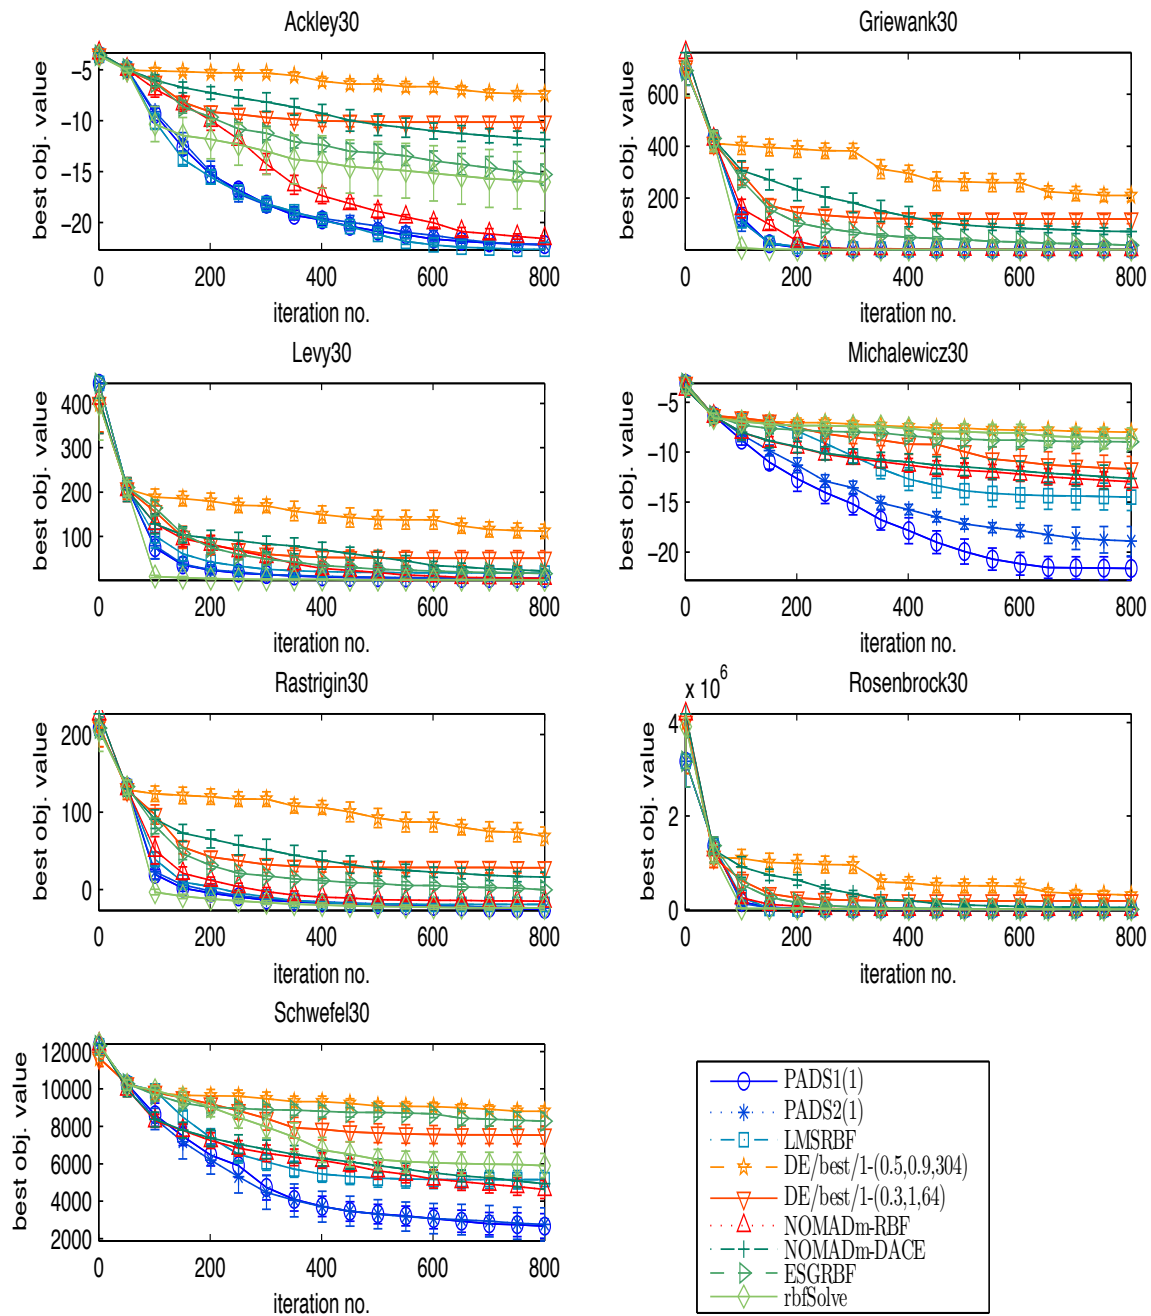 Ackley30
−5
−10
−15
−20
0 200 400 600 800
best obj. value
iteration no.
Griewank30
600
400
200
0 200 400 600 800
best obj. value
iteration no.
Levy30
400
300
200
100
0 200 400 600 800
best obj. value
iteration no.
Michalewicz30
−5
−10
−15
−20
0 200 400 600 800
best obj. value
iteration no.
Rastrigin30
200
100
0
0 200 400 600 800
best obj. value
iteration no.
Rosenbrock30
x 10^6
4
2
0
0 200 400 600 800
best obj. value
iteration no.
Schwefel30
12000
10000
8000
6000
4000
2000
0 200 400 600 800
best obj. value
iteration no.
PADS1(1)
PADS2(1)
LMSRBF
DE/best/1-(0.5,0.9,304)
DE/best/1-(0.3,1,64)
NOMADm-RBF
NOMADm-DACE
ESGRBF
rbfSolve